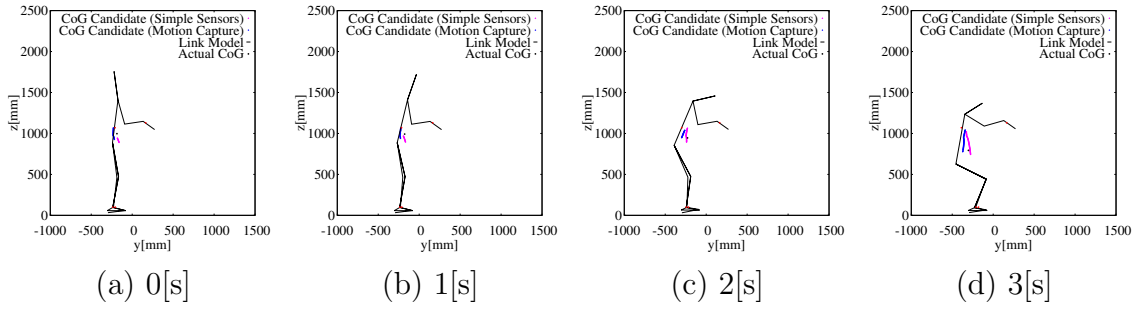 CoG Candidate (Simple Sensors)
CoG Candidate (Motion Capture)
Link Model
Actual CoG
z[mm]
2500
2000
1500
1000
500
0
-1000 -500 0 500 1000 1500
y[mm]
(a) 0[s]
CoG Candidate (Simple Sensors)
CoG Candidate (Motion Capture)
Link Model
Actual CoG
z[mm]
2500
2000
1500
1000
500
0
-1000 -500 0 500 1000 1500
y[mm]
(b) 1[s]
CoG Candidate (Simple Sensors)
CoG Candidate (Motion Capture)
Link Model
Actual CoG
z[mm]
2500
2000
1500
1000
500
0
-1000 -500 0 500 1000 1500
y[mm]
(c) 2[s]
CoG Candidate (Simple Sensors)
CoG Candidate (Motion Capture)
Link Model
Actual CoG
z[mm]
2500
2000
1500
1000
500
0
-1000 -500 0 500 1000 1500
y[mm]
(d) 3[s]